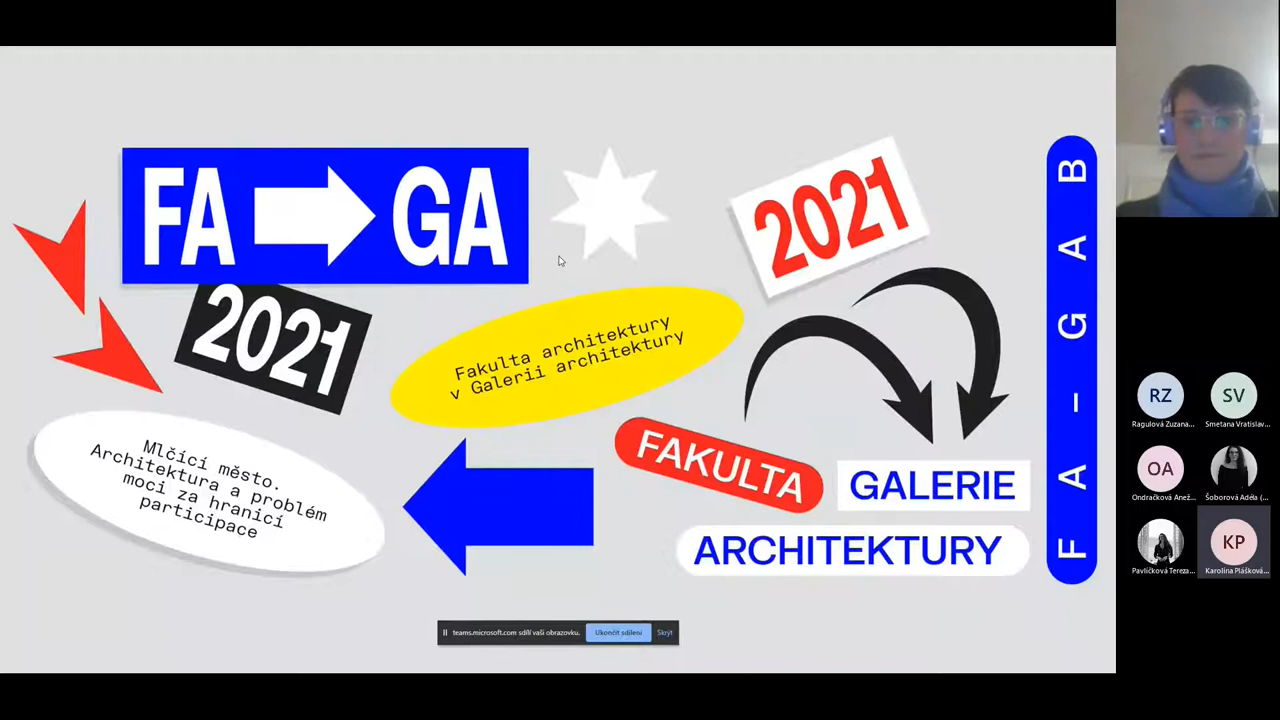 FA GA
2021
2021
Fakulta architektury
v Galerii architektury
Mlčící město.
Architektura a problém
moci za hranicí
participace
FAKULTA
GALERIE
ARCHITEKTURY
FA-GAB
teams.microsoft.com sdílí vaši obrazovku.
Ukončit sdílení
Skrýt
RZ
SV
Ragulová Zuzana...
Smetana Vratislav...
OA
Ondračková Anež...
Šoborová Adéla (...
KP
Pavlíčková Tereza...
Karolína Plášková...